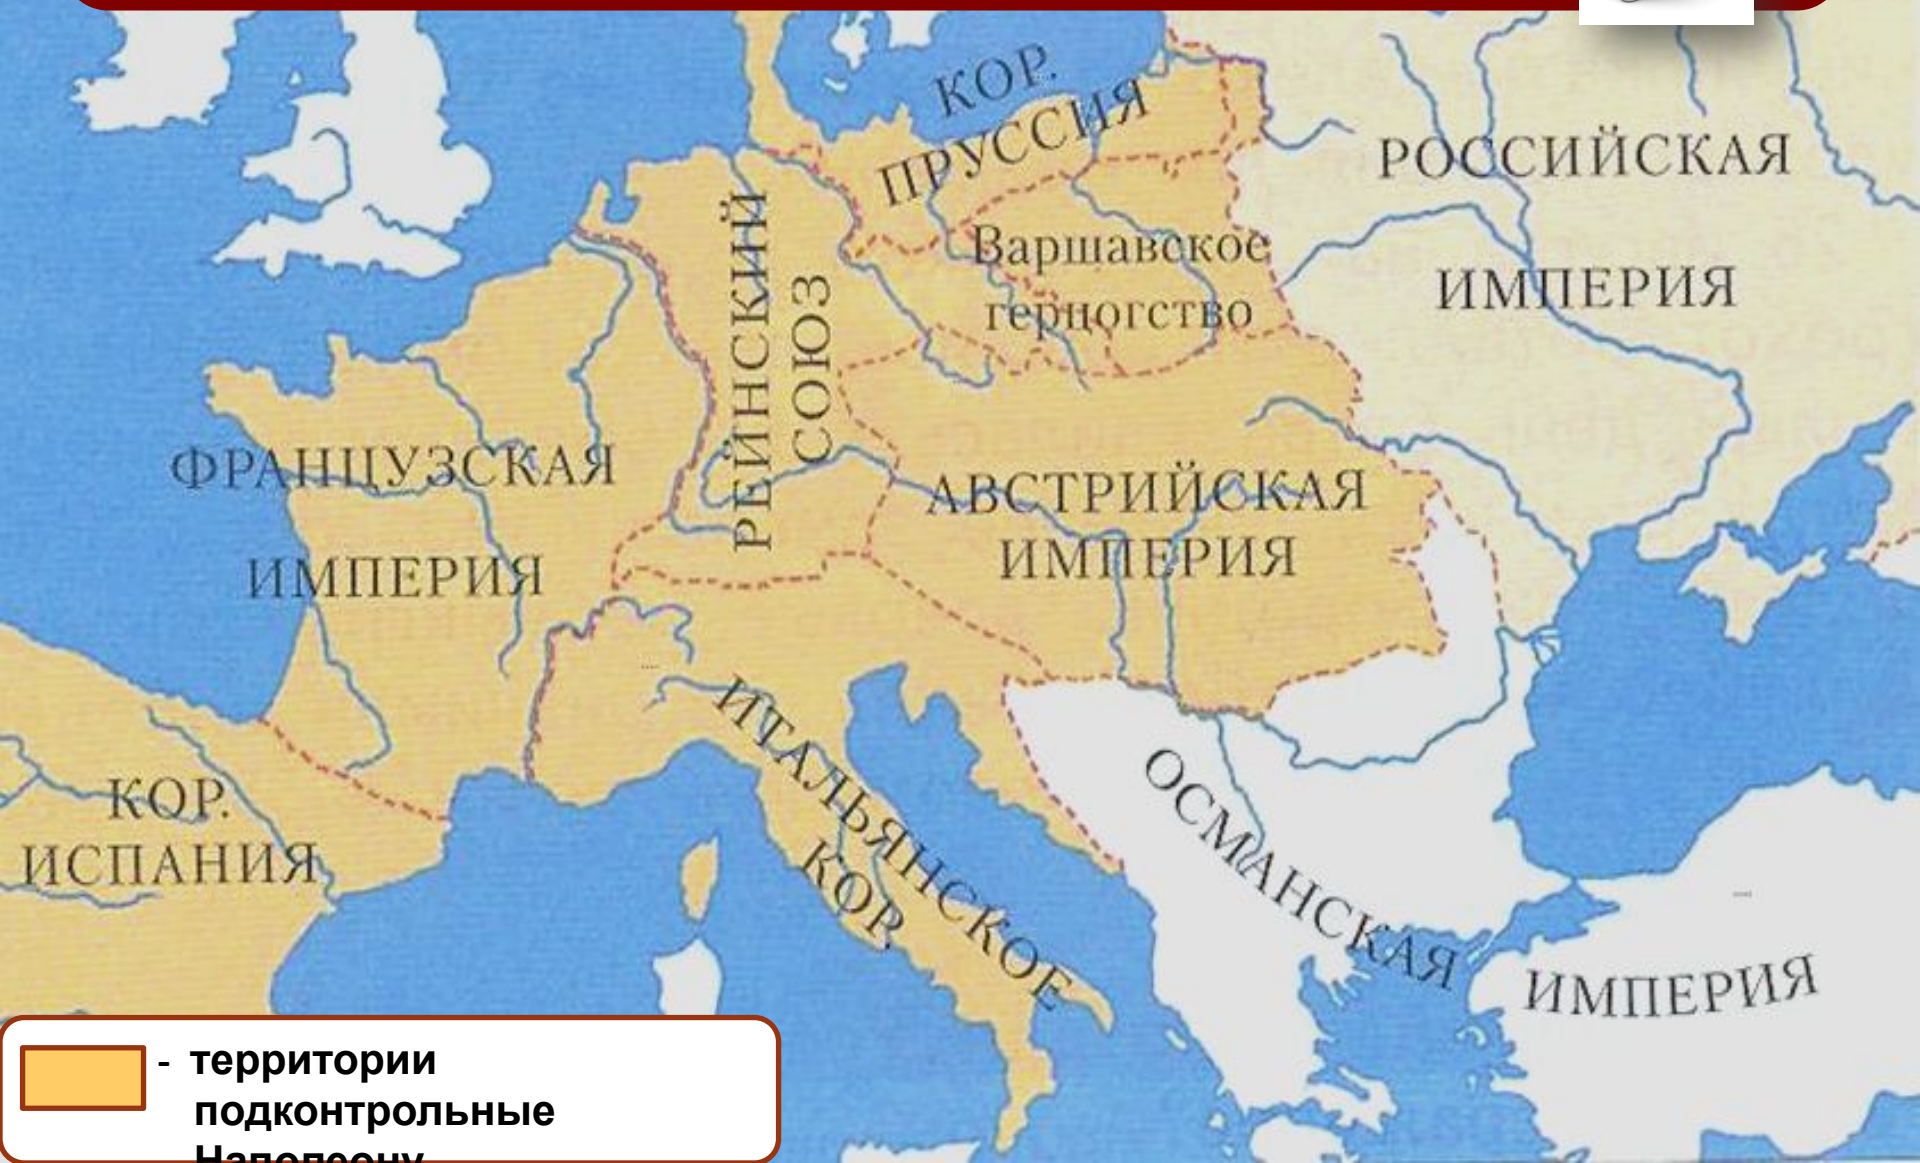 КОР.
ПРУССИЯ
РОССИЙСКАЯ
ИМПЕРИЯ
Варшавское
герцогство
РЕЙНСКИЙ
СОЮЗ
ФРАНЦУЗСКАЯ
ИМПЕРИЯ
АВСТРИЙСКАЯ
ИМПЕРИЯ
КОР.
ИСПАНИЯ
ИТАЛЬЯНСКОЕ
КОР.
ОСМАНСКАЯ
ИМПЕРИЯ
- территории
подконтрольные
Наполеону